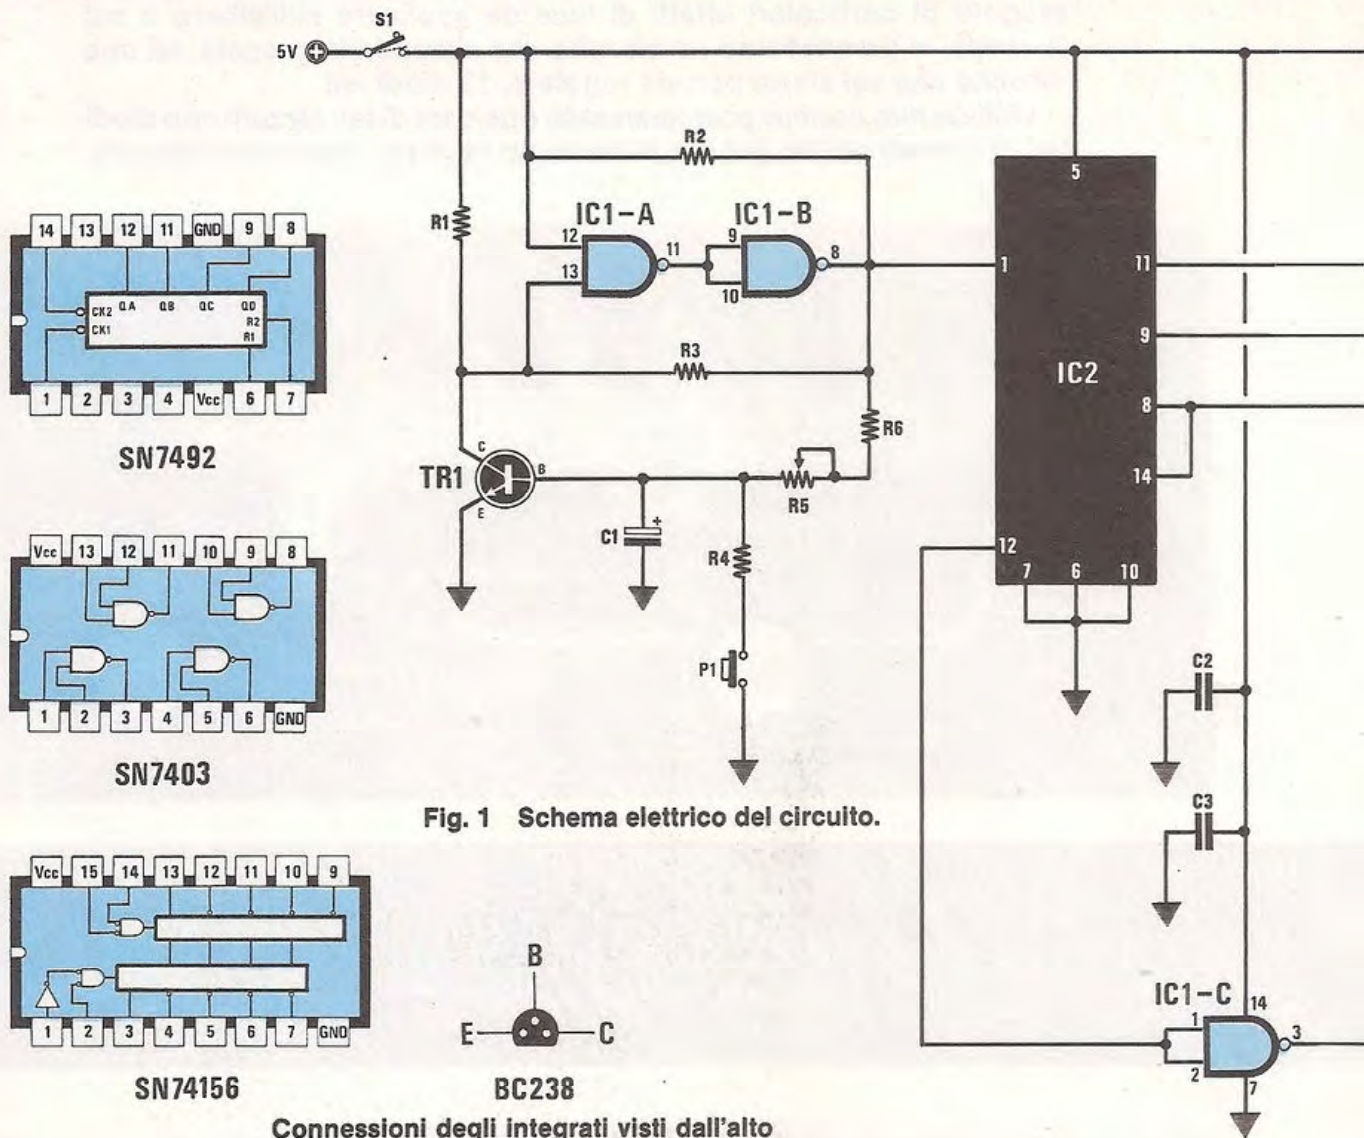 S1
5V
R2
R1
IC1-A
IC1-B
12
13
11
9
10
8
R3
R6
R5
C
TR1
B
E
C1
+
R4
P1
5
1
11
9
IC2
8
14
12
7 6 10
C2
C3
IC1-C
14
1
2
3
7
14 13 12 11 GND 9 8
CK2 QA QB QC QD
CK1 R2
R1
1 2 3 4 Vcc 6 7
SN7492
Vcc 13 12 11 10 9 8
1 2 3 4 5 6 GND
SN7403
Fig. 1 Schema elettrico del circuito.
Vcc 15 14 13 12 11 10 9
1 2 3 4 5 6 7 GND
SN74156
B
E C
BC238
Connessioni degli integrati visti dall'alto